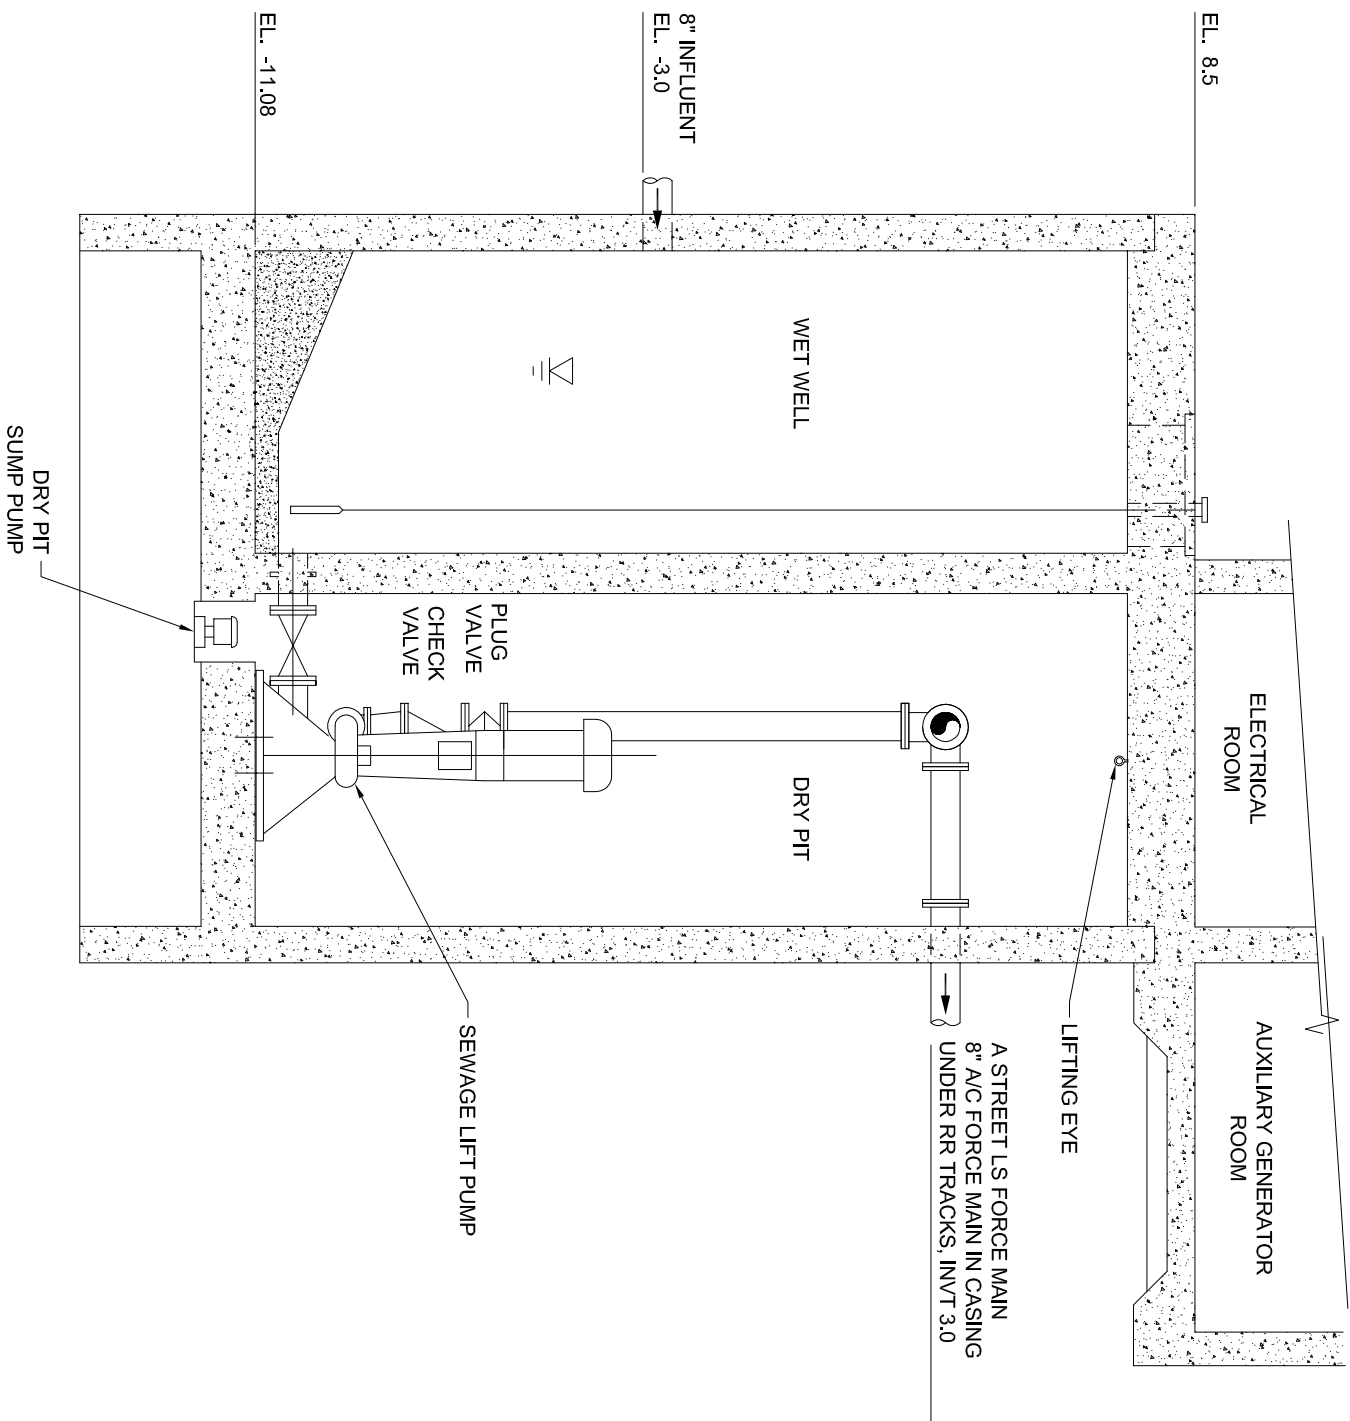 EL. 8.5
8" INFLUENT
EL. -3.0
EL. -11.08
WET WELL
ELECTRICAL
ROOM
AUXILIARY GENERATOR
ROOM
LIFTING EYE
A STREET LS FORCE MAIN
8" A/C FORCE MAIN IN CASING
UNDER RR TRACKS, INVT 3.0
DRY PIT
PLUG
VALVE
CHECK
VALVE
SEWAGE LIFT PUMP
DRY PIT
SUMP PUMP